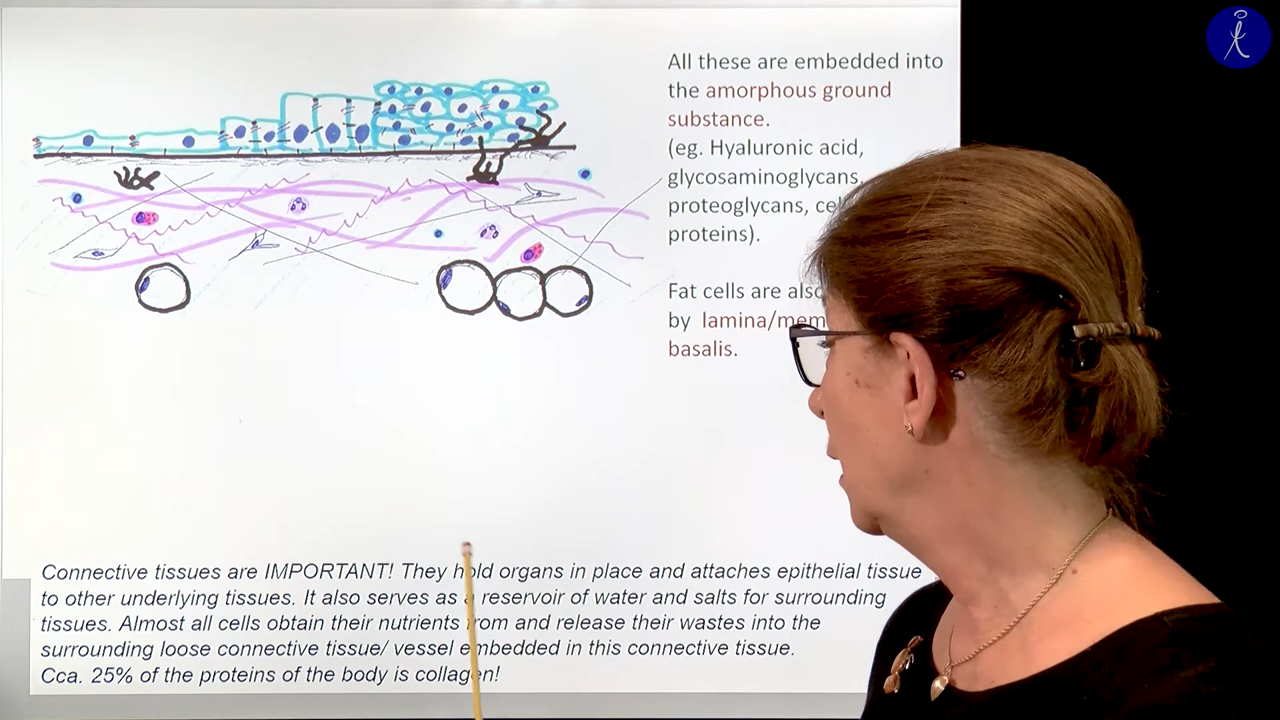 All these are embedded into
the amorphous ground
substance.
(eg. Hyaluronic acid,
glycosaminoglycans,
proteoglycans,
proteins).
Fat cells are
by lamina/
basalis.
Connective tissues are IMPORTANT! They hold organs in place and attaches epithelial tissue
to other underlying tissues. It also serves as a reservoir of water and salts for surrounding
tissues. Almost all cells obtain their nutrients from and release their wastes into the
surrounding loose connective tissue/ vessel embedded in this connective tissue.
Cca. 25% of the proteins of the body is collagen!